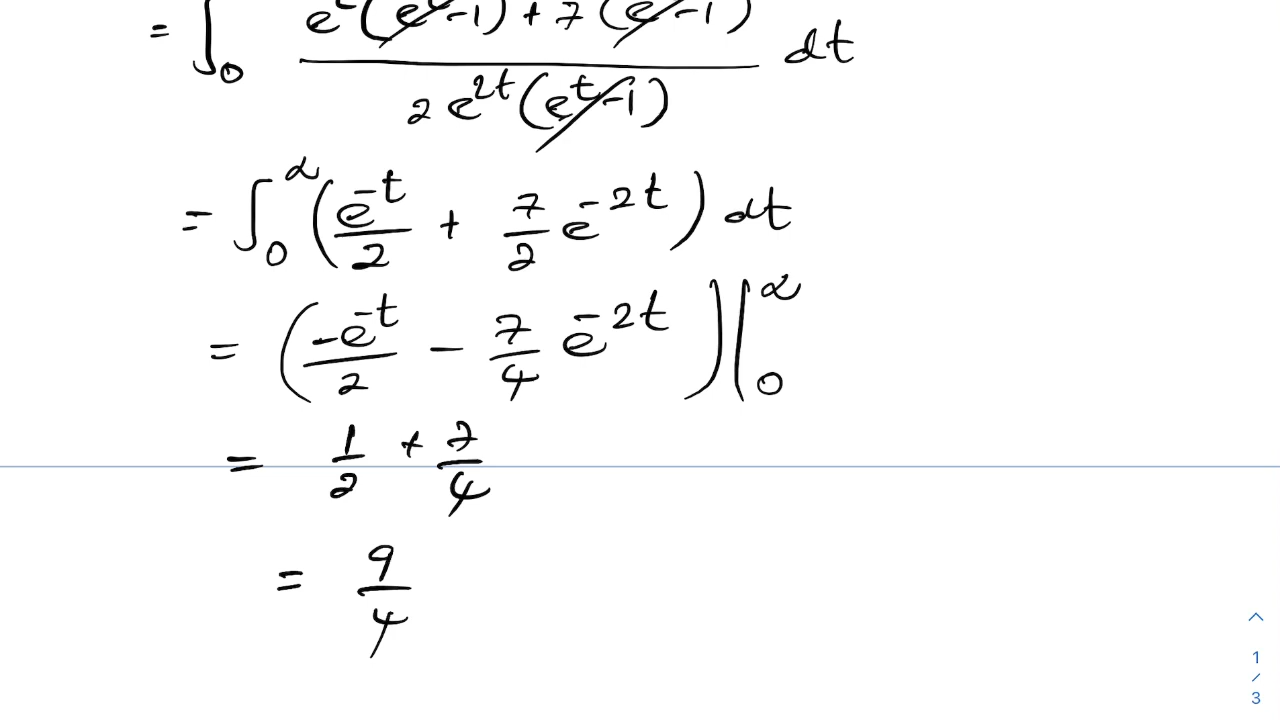 = ∫₀ (e^t(e^t-1) + 7(e^t-1)) / (2e^{2t}(e^t-1)) dt
= ∫₀^∝ (e^{-t}/2 + 7/2 e^{-2t}) dt
= (-e^{-t}/2 - 7/4 e^{-2t})|₀^∝
= 1/2 + 7/4
= 9/4
1
/
3